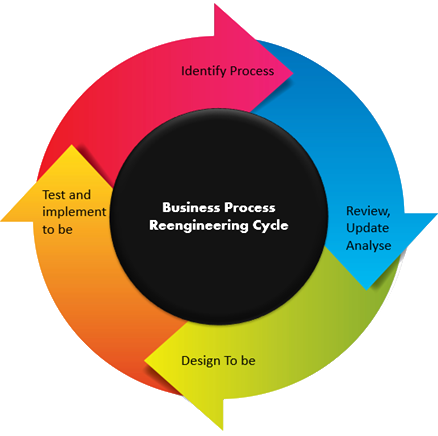 Identify Process
Review,
Update
Analyse
Design To be
Test and
implement
to be
Business Process
Reengineering Cycle